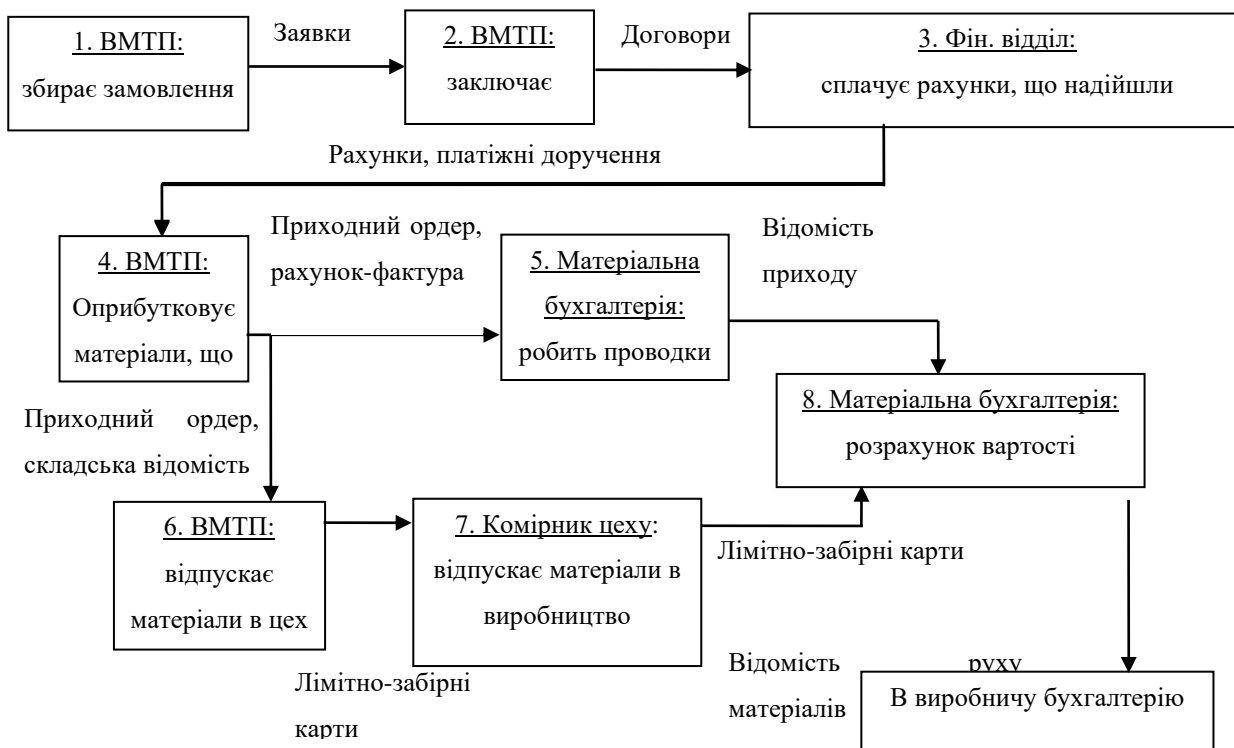 1. ВМТП:
збирає замовлення
Заявки
2. ВМТП:
заключає
Договори
3. Фін. відділ:
сплачує рахунки, що надійшли
Рахунки, платіжні доручення
4. ВМТП:
Оприбутковує
матеріали, що
Приходний ордер,
рахунок-фактура
5. Матеріальна
бухгалтерія:
робить проводки
Відомість
приходу
8. Матеріальна бухгалтерія:
розрахунок вартості
Приходний ордер,
складська відомість
6. ВМТП:
відпускає
матеріали в цех
Лімітно-забірні
карти
7. Комірник цеху:
відпускає матеріали в
виробництво
Лімітно-забірні карти
Відомість руху
матеріалів
В виробничу бухгалтерію